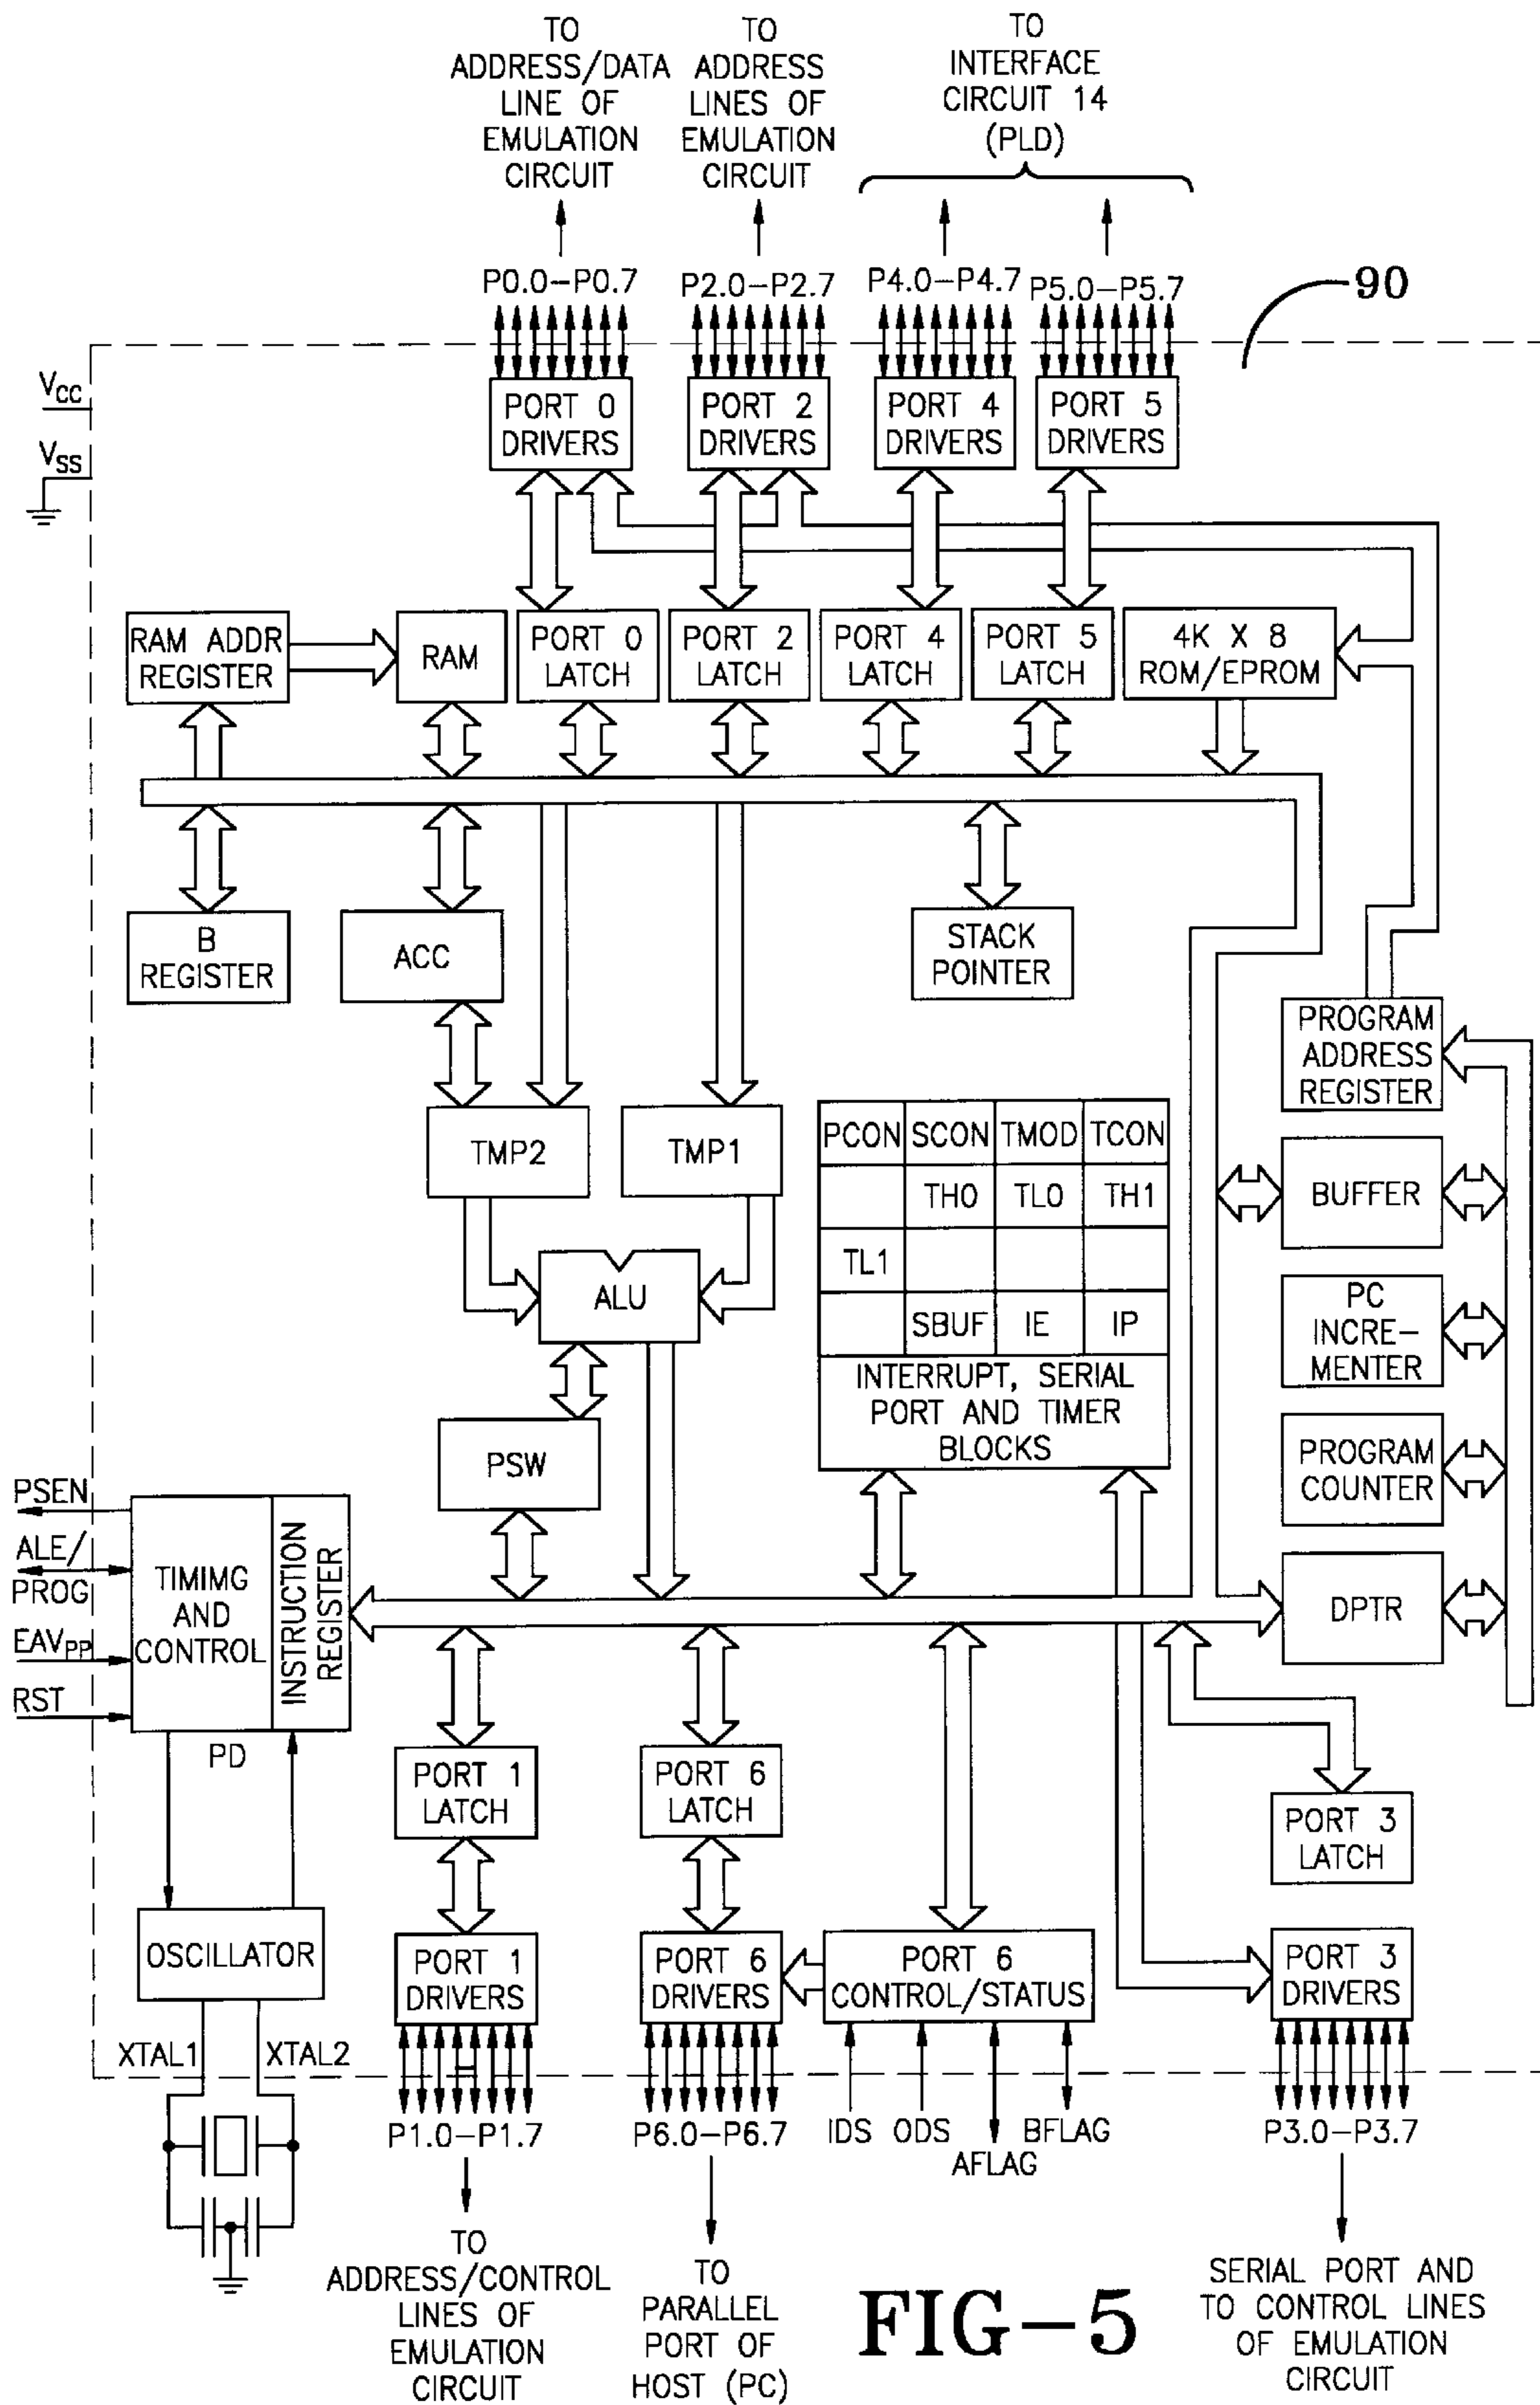 TO
ADDRESS/DATA
LINE OF
EMULATION
CIRCUIT
TO
ADDRESS
LINES OF
EMULATION
CIRCUIT
TO
INTERFACE
CIRCUIT 14
(PLD)
P0.0–P0.7
P2.0–P2.7
P4.0–P4.7
P5.0–P5.7
90
VCC
VSS
PORT 0
DRIVERS
PORT 2
DRIVERS
PORT 4
DRIVERS
PORT 5
DRIVERS
RAM ADDR
REGISTER
RAM
PORT 0
LATCH
PORT 2
LATCH
PORT 4
LATCH
PORT 5
LATCH
4K X 8
ROM/EPROM
B
REGISTER
ACC
STACK
POINTER
PROGRAM
ADDRESS
REGISTER
TMP2
TMP1
PCON SCON TMOD TCON
TH0 TL0 TH1
TL1
SBUF IE IP
INTERRUPT, SERIAL
PORT AND TIMER
BLOCKS
BUFFER
ALU
PC
INCRE–
MENTER
PSW
PROGRAM
COUNTER
PSEN
ALE/
PROG
EAVPP
RST
TIMIMG
AND
CONTROL
INSTRUCTION
REGISTER
DPTR
PD
PORT 1
LATCH
PORT 6
LATCH
PORT 3
LATCH
OSCILLATOR
PORT 1
DRIVERS
PORT 6
DRIVERS
PORT 6
CONTROL/STATUS
PORT 3
DRIVERS
XTAL1
XTAL2
P1.0–P1.7
P6.0–P6.7
IDS ODS
AFLAG
BFLAG
P3.0–P3.7
TO
ADDRESS/CONTROL
LINES OF
EMULATION
CIRCUIT
TO
PARALLEL
PORT OF
HOST (PC)
FIG–5
SERIAL PORT AND
TO CONTROL LINES
OF EMULATION
CIRCUIT